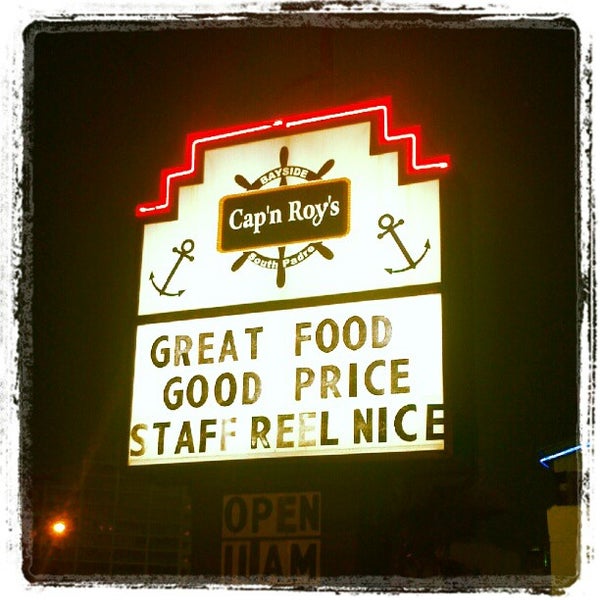 BAYSIDE
Cap'n Roy's
South Padre
GREAT FOOD
GOOD PRICE
STAFF REEL NICE
OPEN
11AM